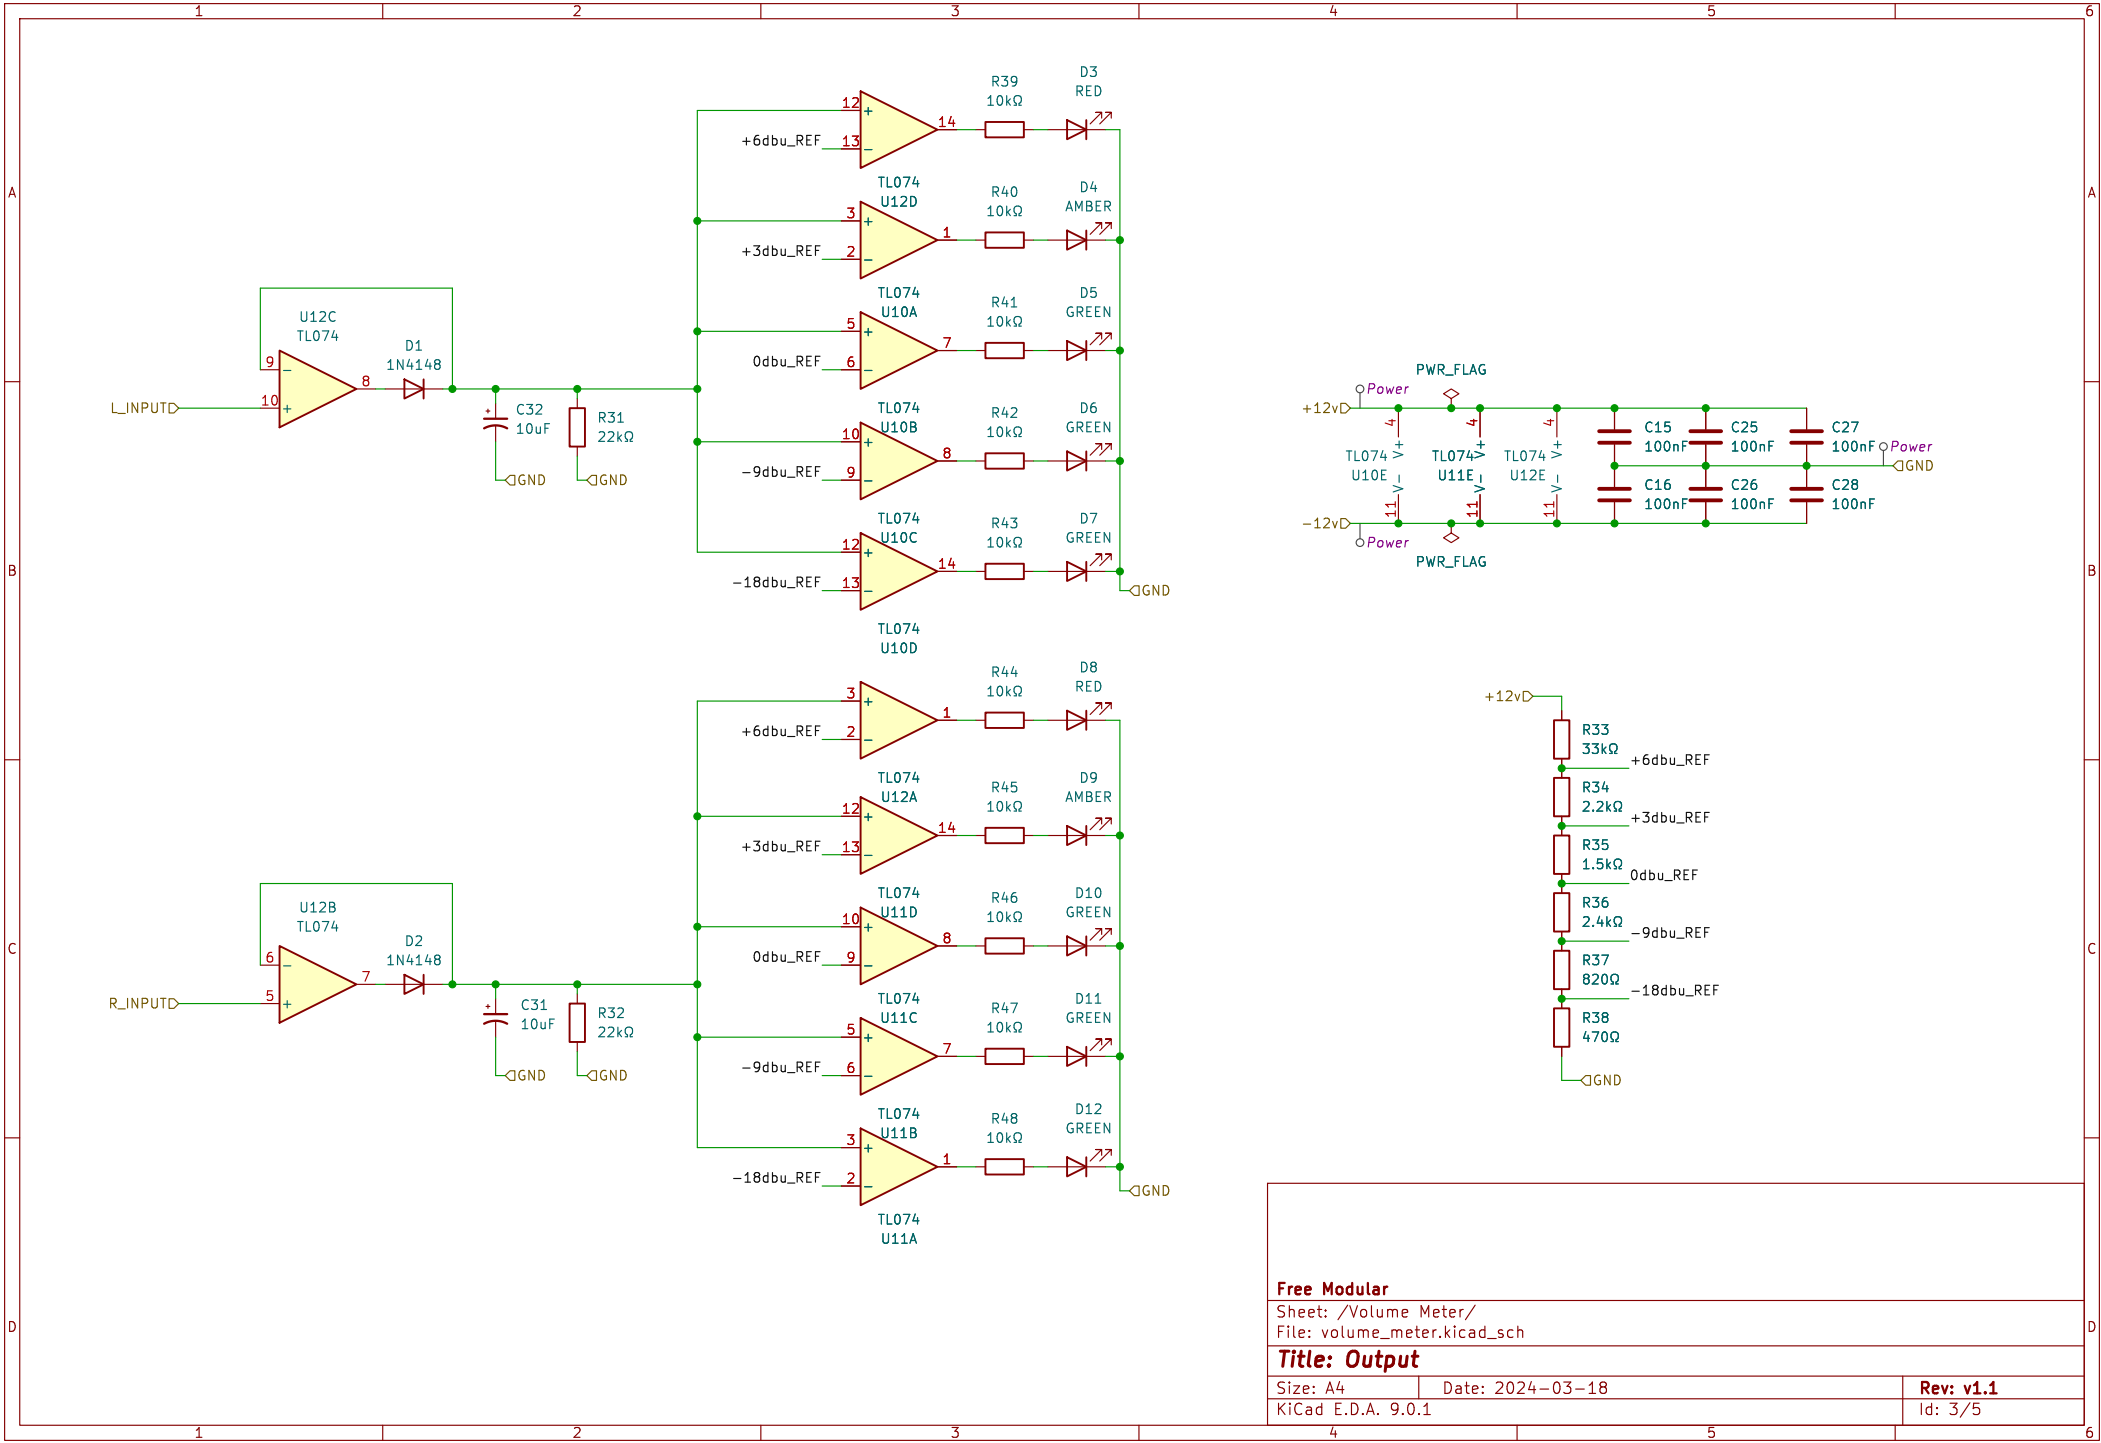 1 2 3 4 5 6
A A
B B
C C
D D
1 2 3 4 5 6
U12C
TL074
9
10
8
−
+
L_INPUT
D1
1N4148
C32
10uF
+
GND
R31
22kΩ
GND
12
13
14
+
−
+6dbu_REF
TL074
U12D
R39
10kΩ
D3
RED
3
2
1
+
−
+3dbu_REF
TL074
U10A
R40
10kΩ
D4
AMBER
5
6
7
+
−
0dbu_REF
TL074
U10B
R41
10kΩ
D5
GREEN
10
9
8
+
−
-9dbu_REF
TL074
U10C
R42
10kΩ
D6
GREEN
12
13
14
+
−
-18dbu_REF
TL074
U10D
R43
10kΩ
D7
GREEN
GND
U12B
TL074
6
5
7
−
+
R_INPUT
D2
1N4148
C31
10uF
+
GND
R32
22kΩ
GND
3
2
1
+
−
+6dbu_REF
TL074
U12A
R44
10kΩ
D8
RED
12
13
14
+
−
+3dbu_REF
TL074
U11D
R45
10kΩ
D9
AMBER
10
9
8
+
−
0dbu_REF
TL074
U11C
R46
10kΩ
D10
GREEN
5
6
7
+
−
-9dbu_REF
TL074
U11B
R47
10kΩ
D11
GREEN
3
2
1
+
−
-18dbu_REF
TL074
U11A
R48
10kΩ
D12
GREEN
GND
PWR_FLAG
Power
+12v
4
V+
TL074
U10E
V-
11
4
V+
TL074
U11E
V-
11
4
V+
TL074
U12E
V-
11
-12v
Power
PWR_FLAG
C15
100nF
C25
100nF
C27
100nF
Power
GND
C16
100nF
C26
100nF
C28
100nF
+12v
R33
33kΩ
+6dbu_REF
R34
2.2kΩ
+3dbu_REF
R35
1.5kΩ
0dbu_REF
R36
2.4kΩ
-9dbu_REF
R37
820Ω
-18dbu_REF
R38
470Ω
GND
Free Modular
Sheet: /Volume Meter/
File: volume_meter.kicad_sch
Title: Output
Size: A4 Date: 2024-03-18 Rev: v1.1
KiCad E.D.A. 9.0.1 Id: 3/5